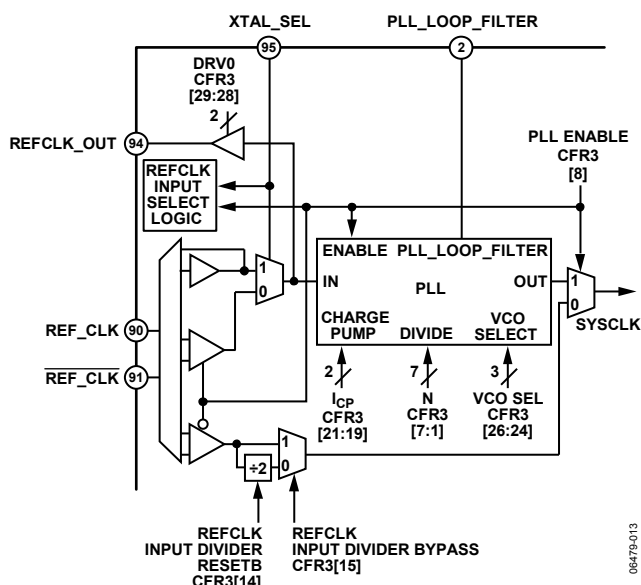 XTAL_SEL
PLL_LOOP_FILTER
95
2
DRV0
CFR3
[29:28]
2
REFCLK_OUT
94
PLL ENABLE
CFR3
[8]
REFCLK
INPUT
SELECT
LOGIC
ENABLE PLL_LOOP_FILTER
1
0
IN
PLL
OUT
1
0
SYSCLK
CHARGE
PUMP
DIVIDE
VCO
SELECT
REF_CLK
90
REF_CLK
91
2
7
3
ICP
CFR3
[21:19]
N
CFR3
[7:1]
VCO SEL
CFR3
[26:24]
1
÷2
0
REFCLK
INPUT DIVIDER
RESETB
CFR3[14]
REFCLK
INPUT DIVIDER BYPASS
CFR3[15]
06479-013